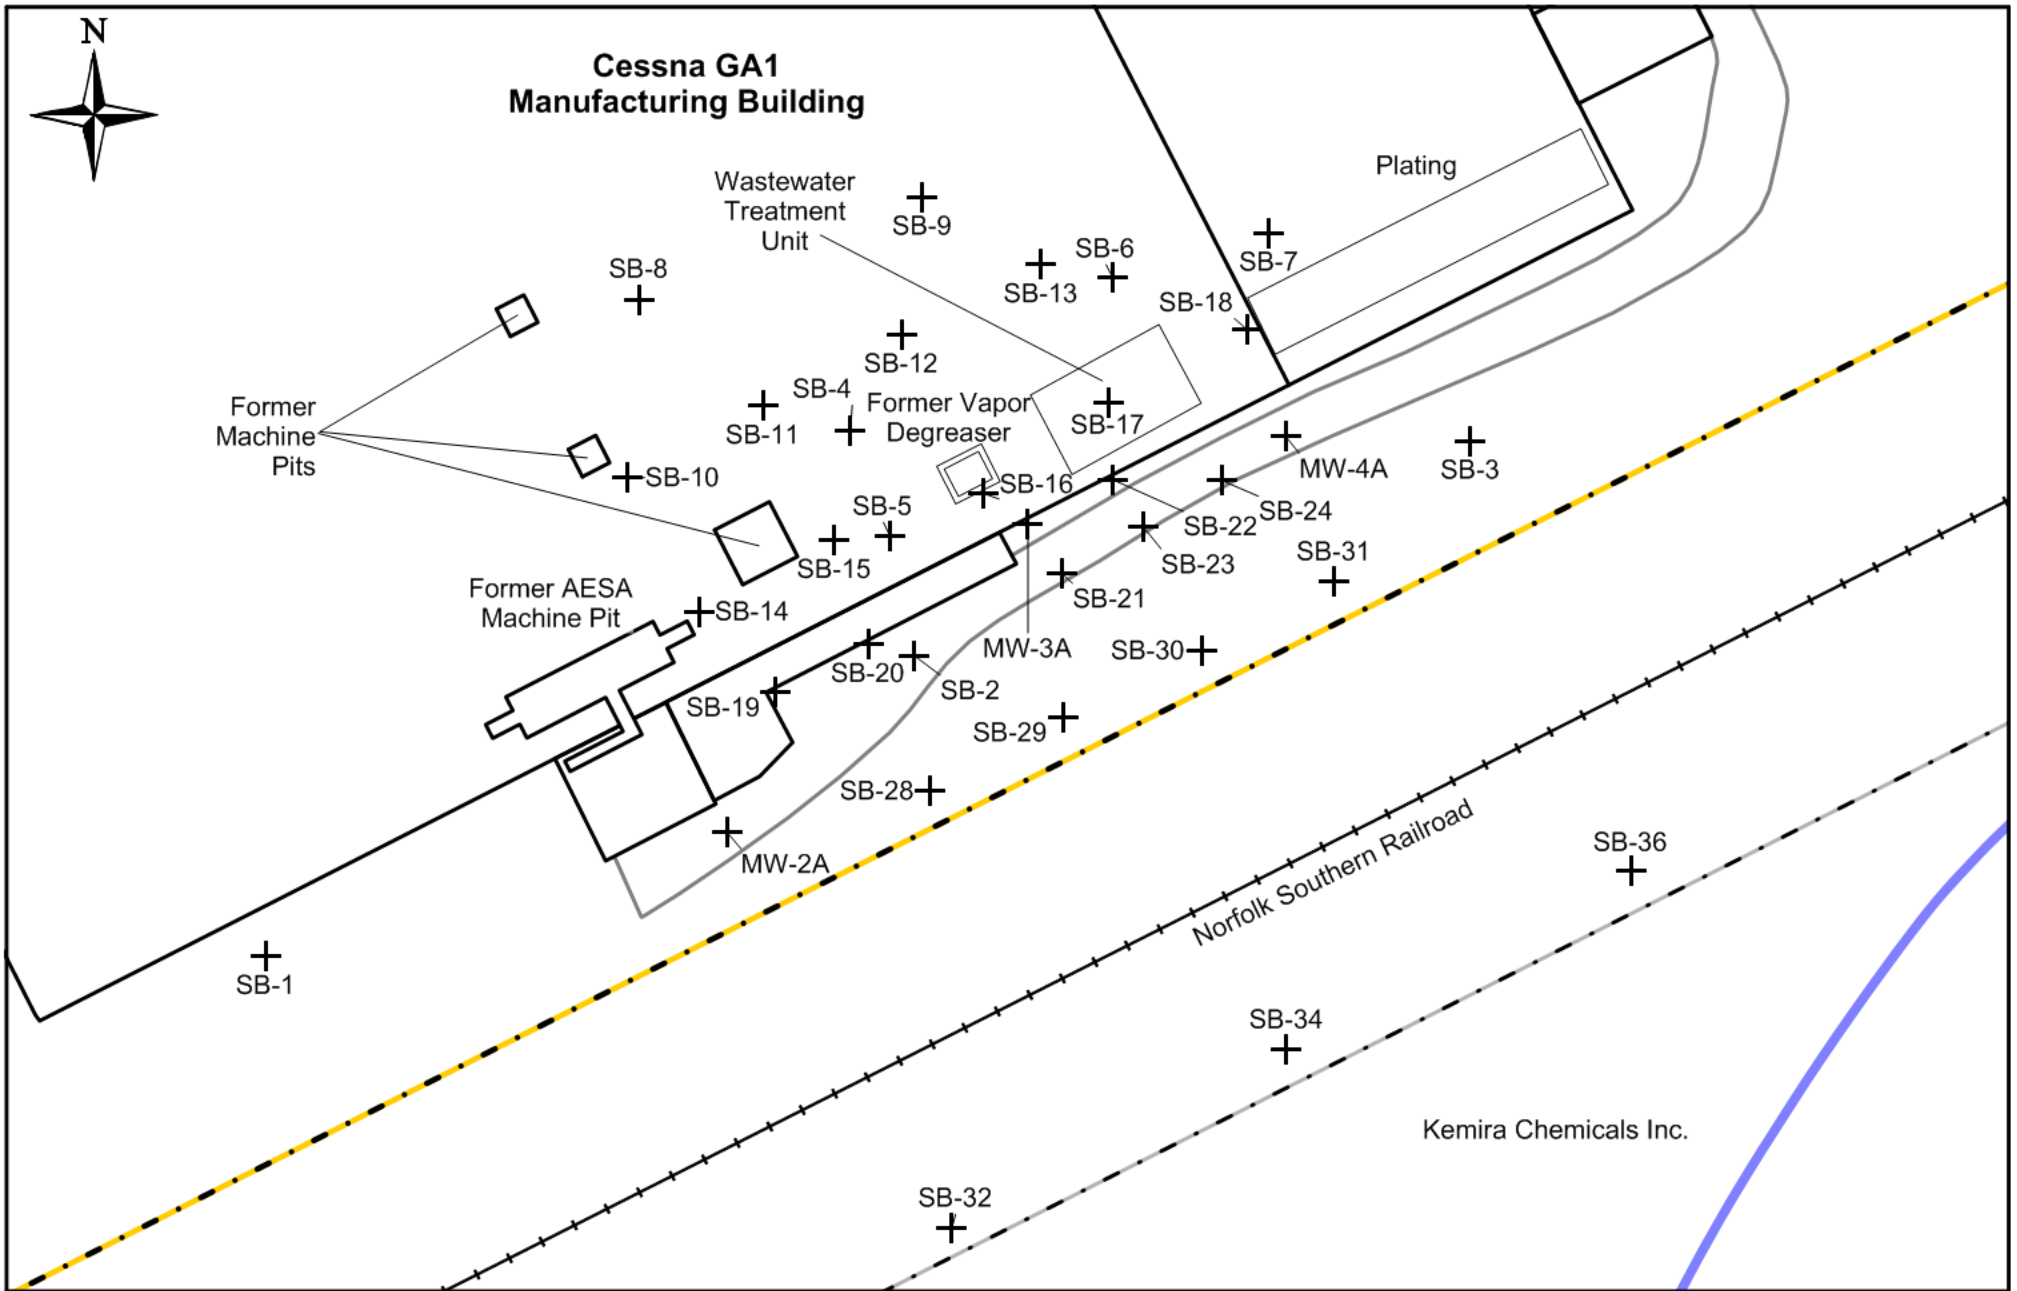 N
Cessna GA1
Manufacturing Building
Plating
Wastewater
Treatment
Unit
SB-9
SB-6
SB-7
SB-8
SB-13
SB-18
SB-12
SB-4
Former Vapor
Degreaser
SB-11
SB-17
Former
Machine
Pits
SB-10
SB-16
MW-4A
SB-3
SB-5
SB-24
SB-22
SB-15
SB-23
SB-31
Former AESA
Machine Pit
SB-14
SB-21
MW-3A
SB-30
SB-20
SB-2
SB-19
SB-29
SB-28
MW-2A
Norfolk Southern Railroad
SB-36
SB-1
SB-34
Kemira Chemicals Inc.
SB-32